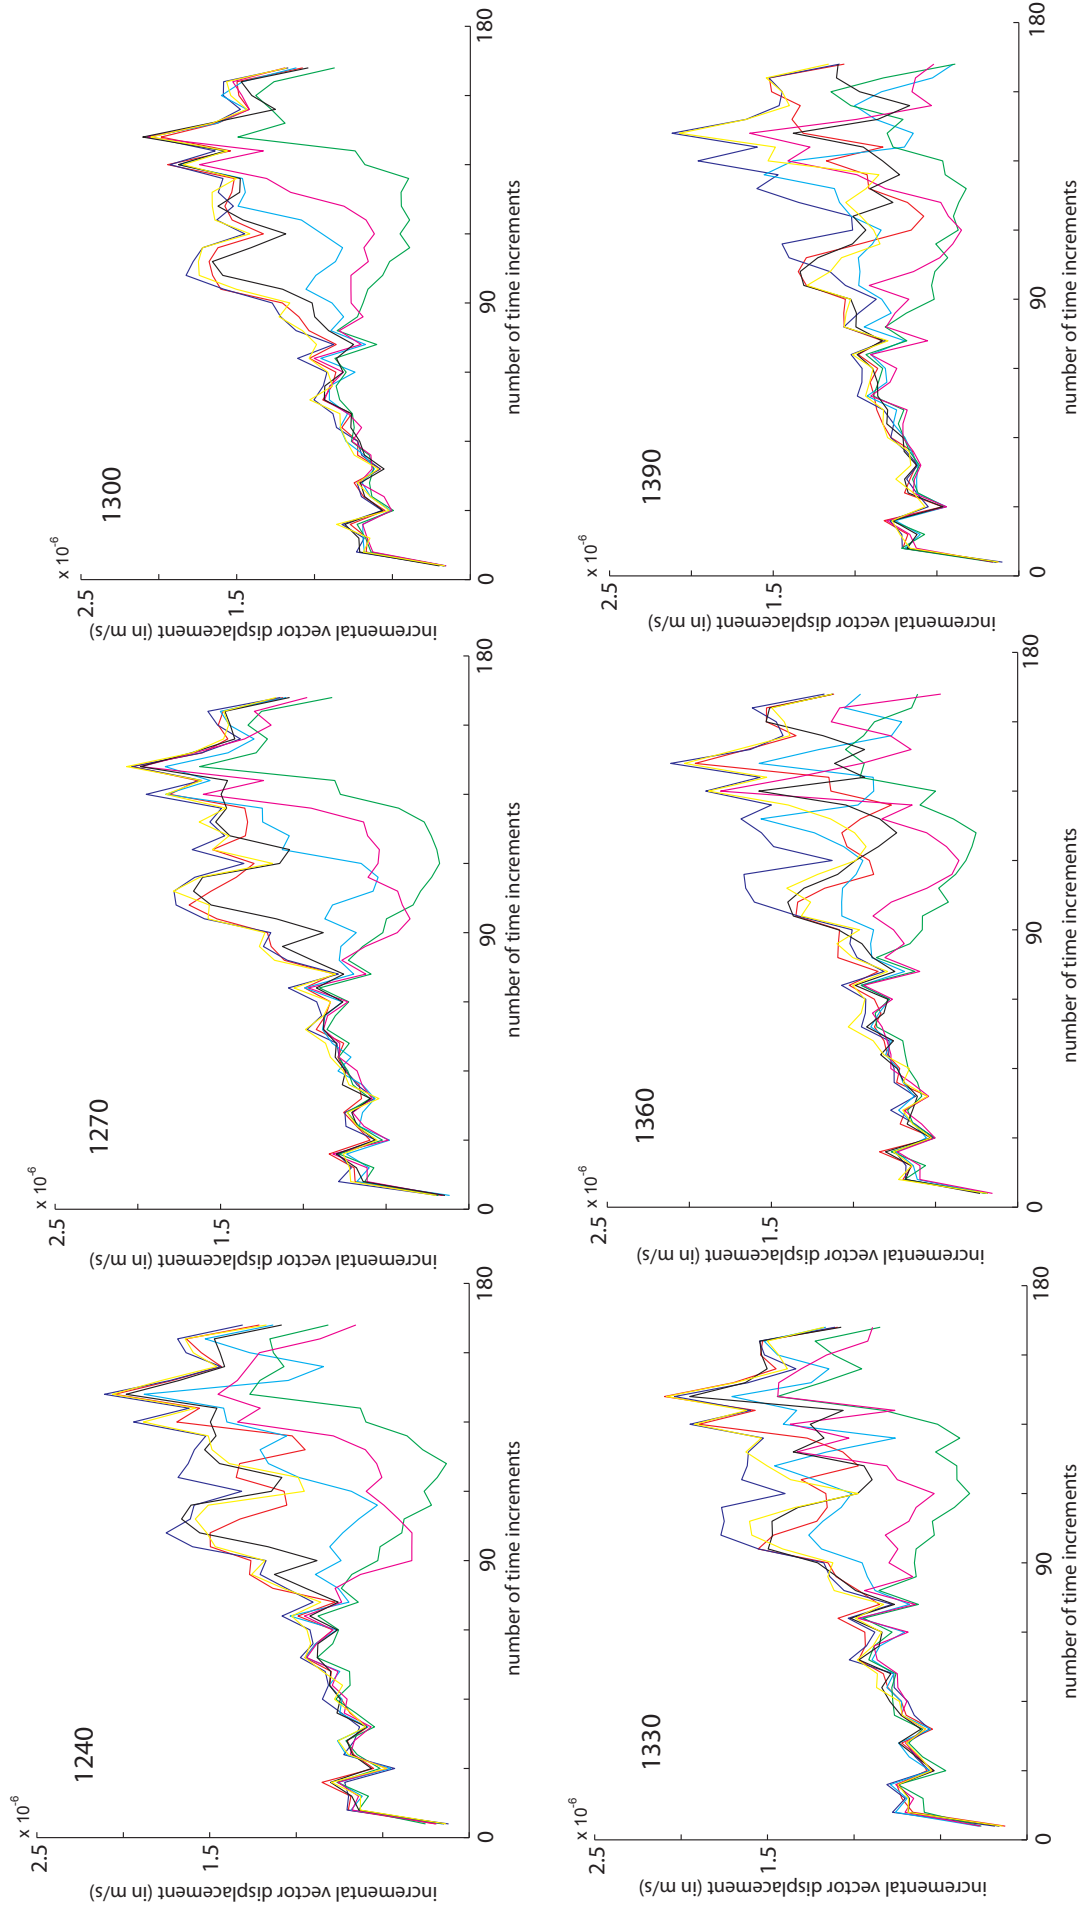 1240
x 10-6
2.5
1.5
0
90
180
incremental vector displacement (in m/s)
number of time increments
1270
x 10-6
2.5
1.5
0
90
180
incremental vector displacement (in m/s)
number of time increments
1300
x 10-6
2.5
1.5
0
90
180
incremental vector displacement (in m/s)
number of time increments
1330
x 10-6
2.5
1.5
0
90
180
incremental vector displacement (in m/s)
number of time increments
1360
x 10-6
2.5
1.5
0
90
180
incremental vector displacement (in m/s)
number of time increments
1390
x 10-6
2.5
1.5
0
90
180
incremental vector displacement (in m/s)
number of time increments